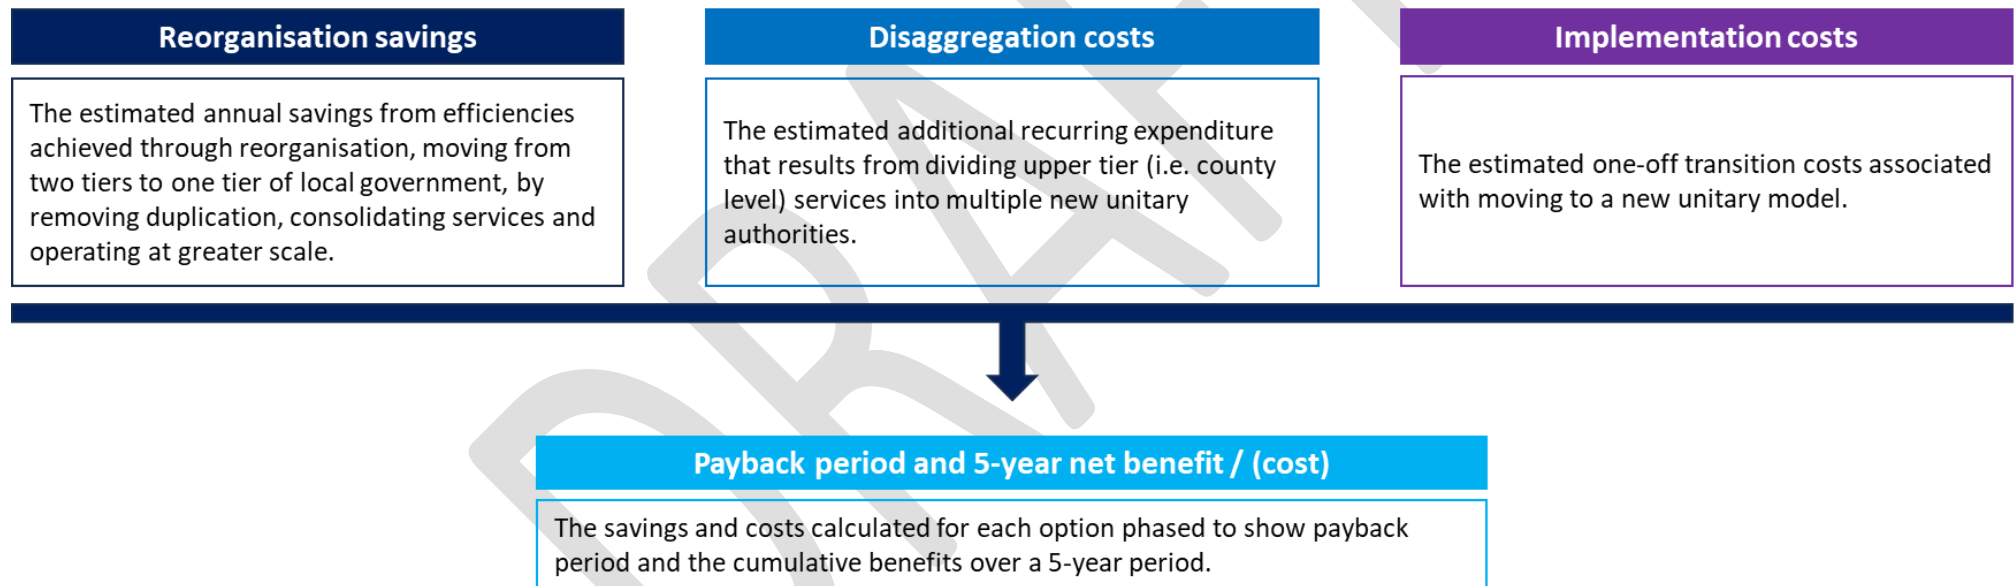 Reorganisation savings
The estimated annual savings from efficiencies
achieved through reorganisation, moving from
two tiers to one tier of local government, by
removing duplication, consolidating services and
operating at greater scale.
Disaggregation costs
The estimated additional recurring expenditure
that results from dividing upper tier (i.e. county
level) services into multiple new unitary
authorities.
Implementation costs
The estimated one-off transition costs associated
with moving to a new unitary model.
Payback period and 5-year net benefit / (cost)
The savings and costs calculated for each option phased to show payback
period and the cumulative benefits over a 5-year period.
DRAF